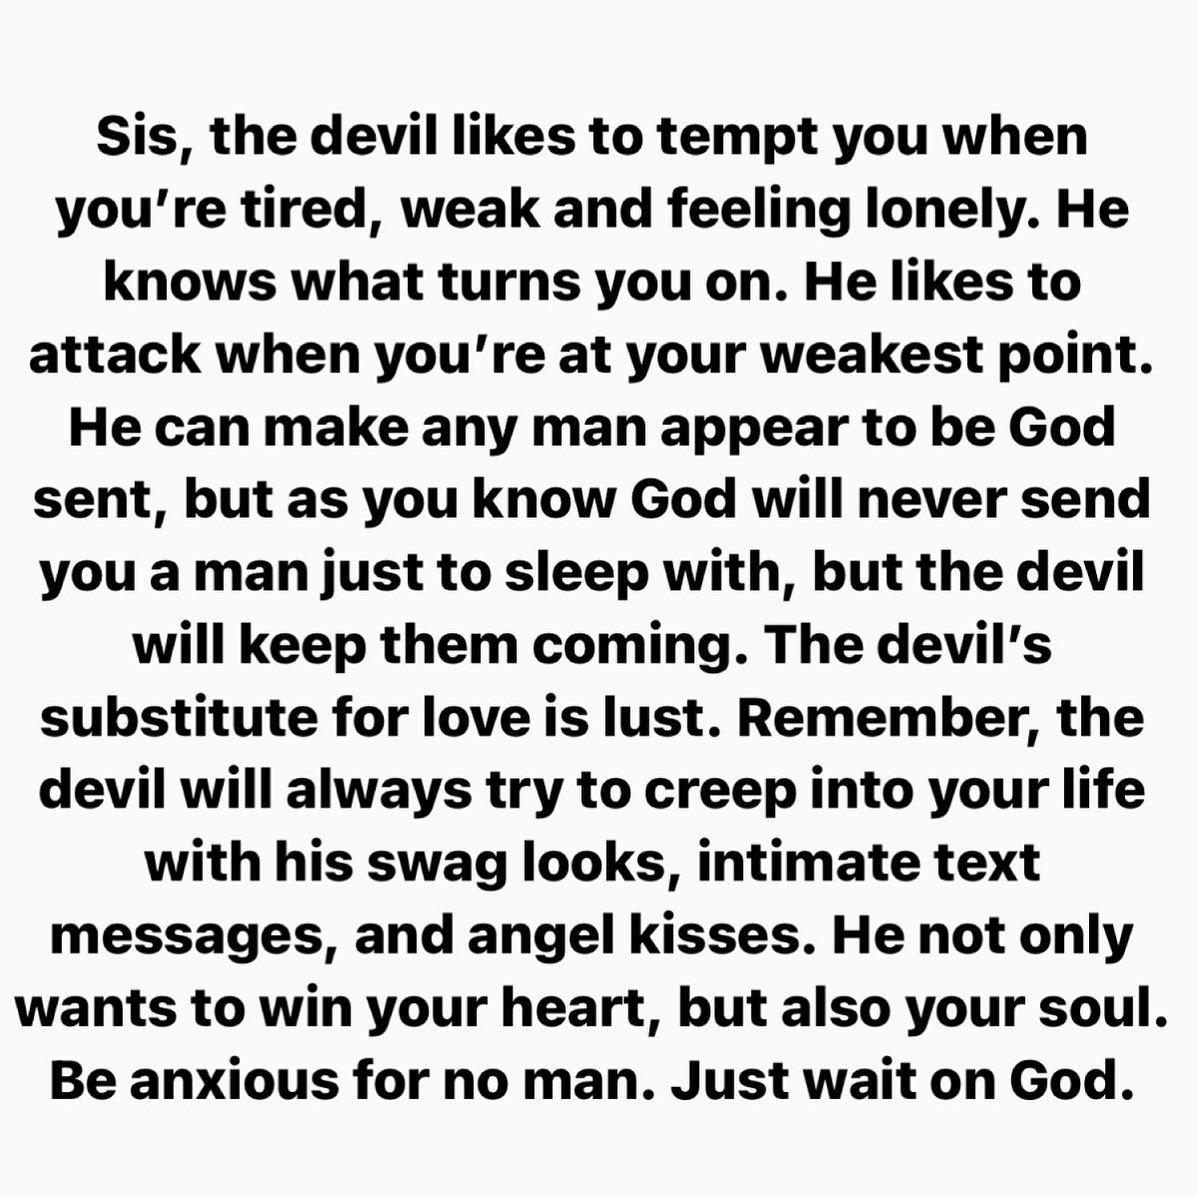 Sis, the devil likes to tempt you when
you’re tired, weak and feeling lonely. He
knows what turns you on. He likes to
attack when you’re at your weakest point.
He can make any man appear to be God
sent, but as you know God will never send
you a man just to sleep with, but the devil
will keep them coming. The devil’s
substitute for love is lust. Remember, the
devil will always try to creep into your life
with his swag looks, intimate text
messages, and angel kisses. He not only
wants to win your heart, but also your soul.
Be anxious for no man. Just wait on God.